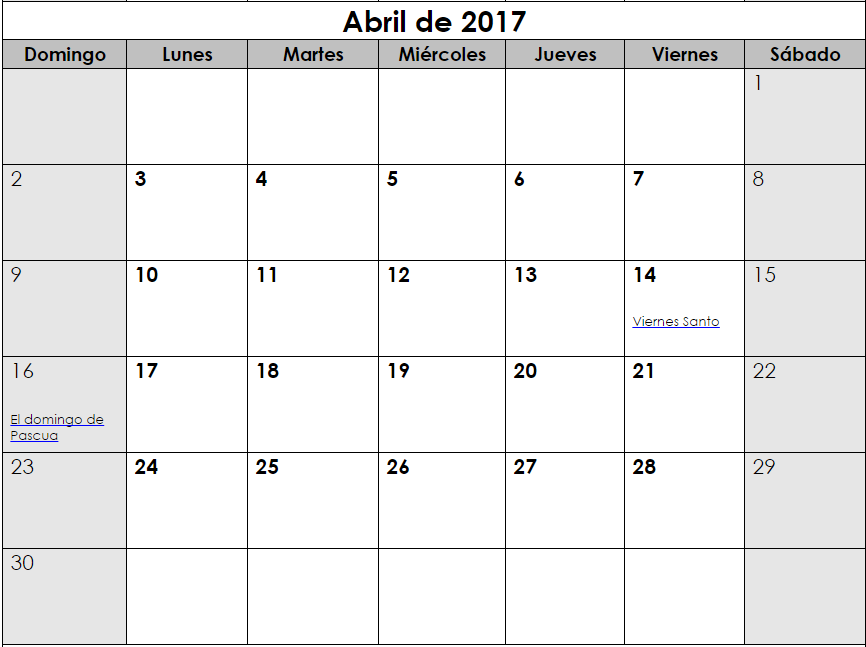 Abril de 2017
Domingo Lunes Martes Miércoles Jueves Viernes Sábado
1
2 3 4 5 6 7 8
9 10 11 12 13 14 15
Viernes Santo
16 17 18 19 20 21 22
El domingo de
Pascua
23 24 25 26 27 28 29
30